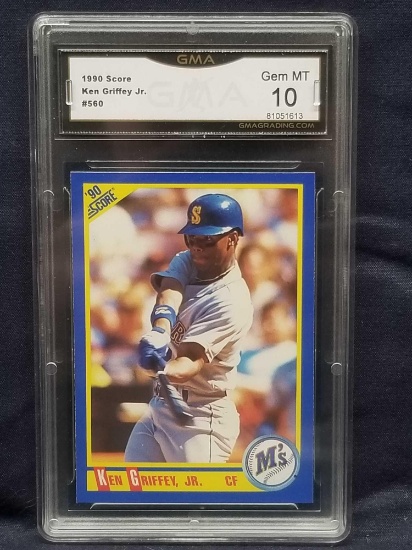 GMA
1990 Score
Ken Griffey Jr.
#560
GMA
Gem MT
10
81051613
GMAGRADING.COM
'90
SCORE
S
KEN GRIFFEY, JR. CF
M's